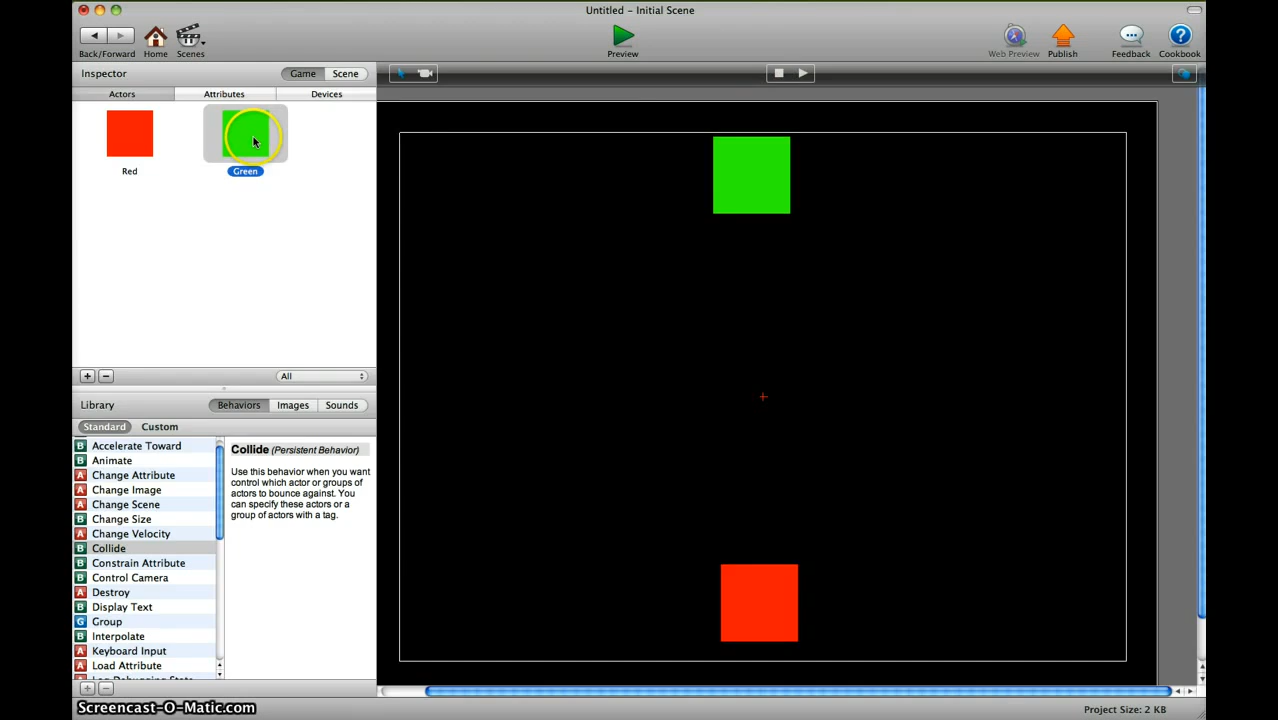 Untitled - Initial Scene
Back/Forward
Home
Scenes
Preview
Web Preview
Publish
Feedback
Cookbook
Inspector
Game
Scene
Actors
Attributes
Devices
Red
Green
All
Library
Behaviors
Images
Sounds
Standard
Custom
B Accelerate Toward
B Animate
A Change Attribute
A Change Image
A Change Scene
B Change Size
A Change Velocity
B Collide
B Constrain Attribute
B Control Camera
A Destroy
B Display Text
G Group
B Interpolate
A Keyboard Input
A Load Attribute
Collide (Persistent Behavior)
Use this behavior when you want
control which actor or groups of
actors to bounce against. You
can specify these actors or a
group of actors with a tag.
Screencast-O-Matic.com
Project Size: 2 KB